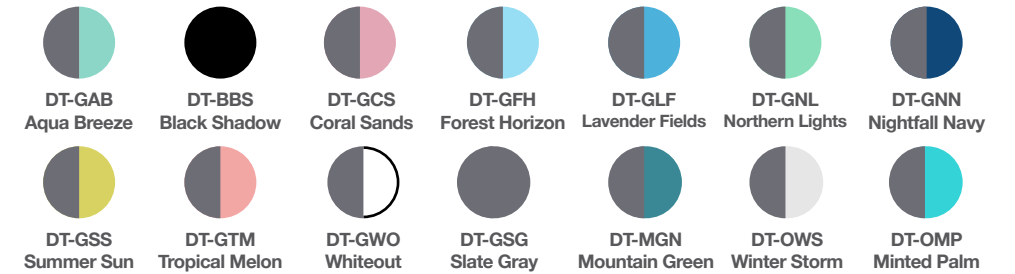 DT-GAB
Aqua Breeze
DT-BBS
Black Shadow
DT-GCS
Coral Sands
DT-GFH
Forest Horizon
DT-GLF
Lavender Fields
DT-GNL
Northern Lights
DT-GNN
Nightfall Navy
DT-GSS
Summer Sun
DT-GTM
Tropical Melon
DT-GWO
Whiteout
DT-GSG
Slate Gray
DT-MGN
Mountain Green
DT-OWS
Winter Storm
DT-OMP
Minted Palm